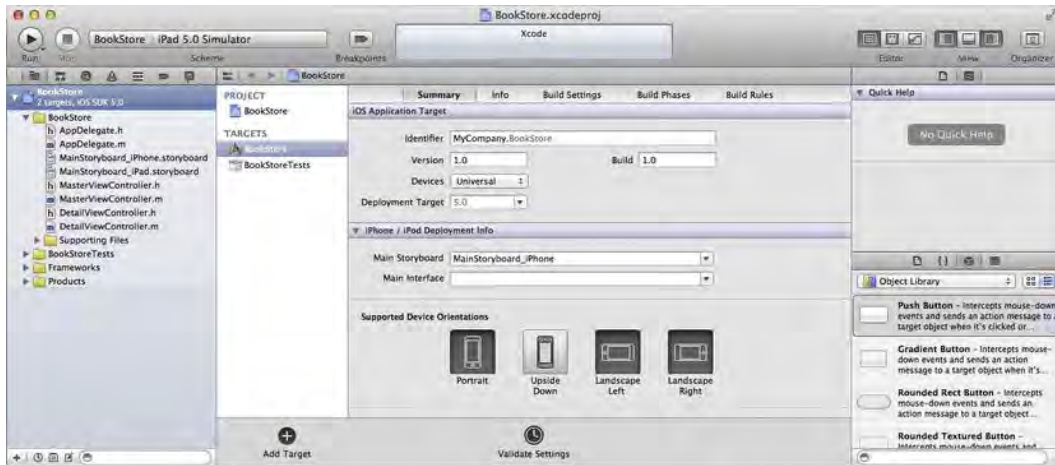 BookStore.xcodeproj
BookStore iPad 5.0 Simulator
Xcode
Run Stop Scheme Breakpoints Editor View Organizer
BookStore
BookStore
2 targets, iOS SDK 5.0
BookStore
AppDelegate.h
AppDelegate.m
MainStoryboard_iPhone.storyboard
MainStoryboard_iPad.storyboard
MasterViewController.h
MasterViewController.m
DetailViewController.h
DetailViewController.m
Supporting Files
BookStoreTests
Frameworks
Products
PROJECT
BookStore
TARGETS
BookStore
BookStoreTests
Summary Info Build Settings Build Phases Build Rules
iOS Application Target
Identifier MyCompany.BookStore
Version 1.0 Build 1.0
Devices Universal
Deployment Target 5.0
iPhone / iPod Deployment Info
Main Storyboard MainStoryboard_iPhone
Main Interface
Supported Device Orientations
Portrait
Upside Down
Landscape Left
Landscape Right
Add Target
Validate Settings
Quick Help
No Quick Help
Object Library
Push Button - Intercepts mouse-down
events and sends an action message to a
target object when it's clicked or...
Gradient Button - Intercepts mouse-
down events and sends an action
message to a target object when it's...
Rounded Rect Button - Intercepts
mouse-down events and sends an
action message to a target object...
Rounded Textured Button -
Intercepts mouse-down events and